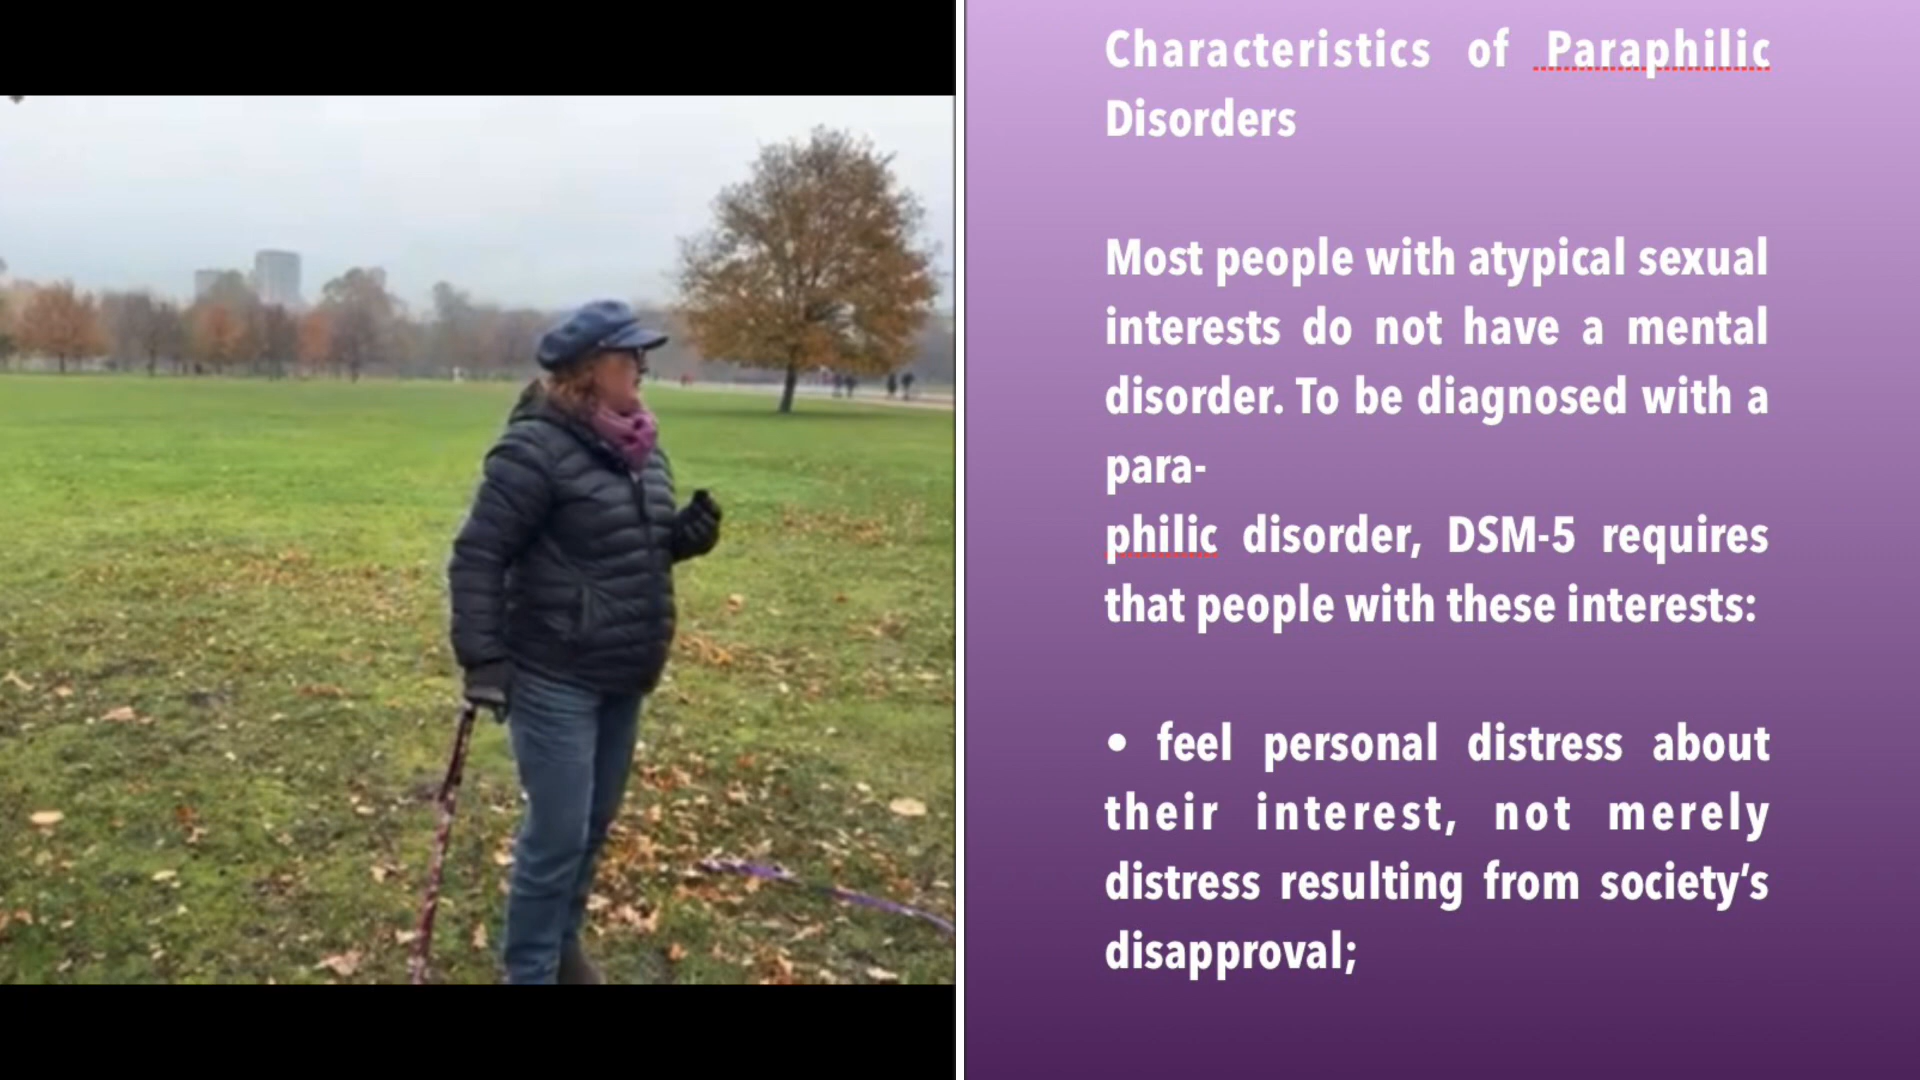 Characteristics of Paraphilic
Disorders
Most people with atypical sexual
interests do not have a mental
disorder. To be diagnosed with a
para-
philic disorder, DSM-5 requires
that people with these interests:
• feel personal distress about
their interest, not merely
distress resulting from society’s
disapproval;